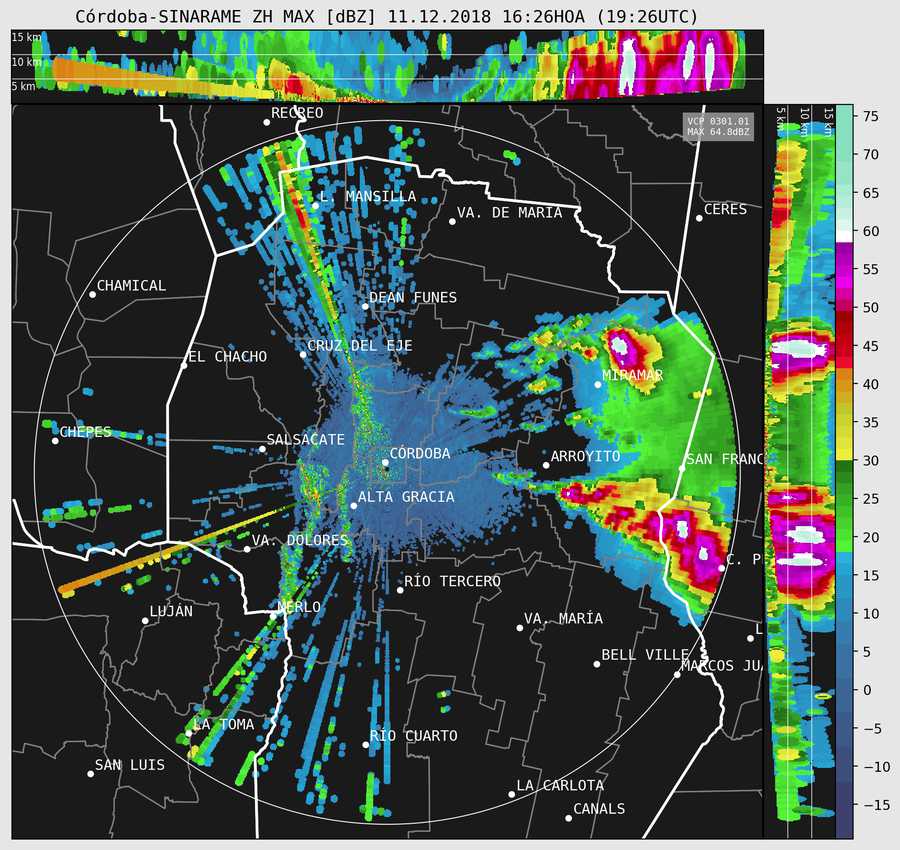 Córdoba-SINARAME ZH MAX [dBZ] 11.12.2018 16:26HOA (19:26UTC)
15 km
10 km
5 km
RECREO
VCP 0301.01
MAX 64.8dBZ
5 km
10 km
15 km
L. MANSILLA
VA. DE MARIA
CERES
CHAMICAL
DEAN FUNES
CRUZ DEL EJE
EL CHACHO
MIRAMAR
CHEPES
SALSACATE
CÓRDOBA
ARROYITO
SAN FRANC
ALTA GRACIA
VA. DOLORES
C. P
RÍO TERCERO
LUJÁN
MERLO
VA. MARÍA
L
BELL VILLE
MARCOS JUÁ
LA TOMA
RÍO CUARTO
SAN LUIS
LA CARLOTA
CANALS
75
70
65
60
55
50
45
40
35
30
25
20
15
10
5
0
−5
−10
−15